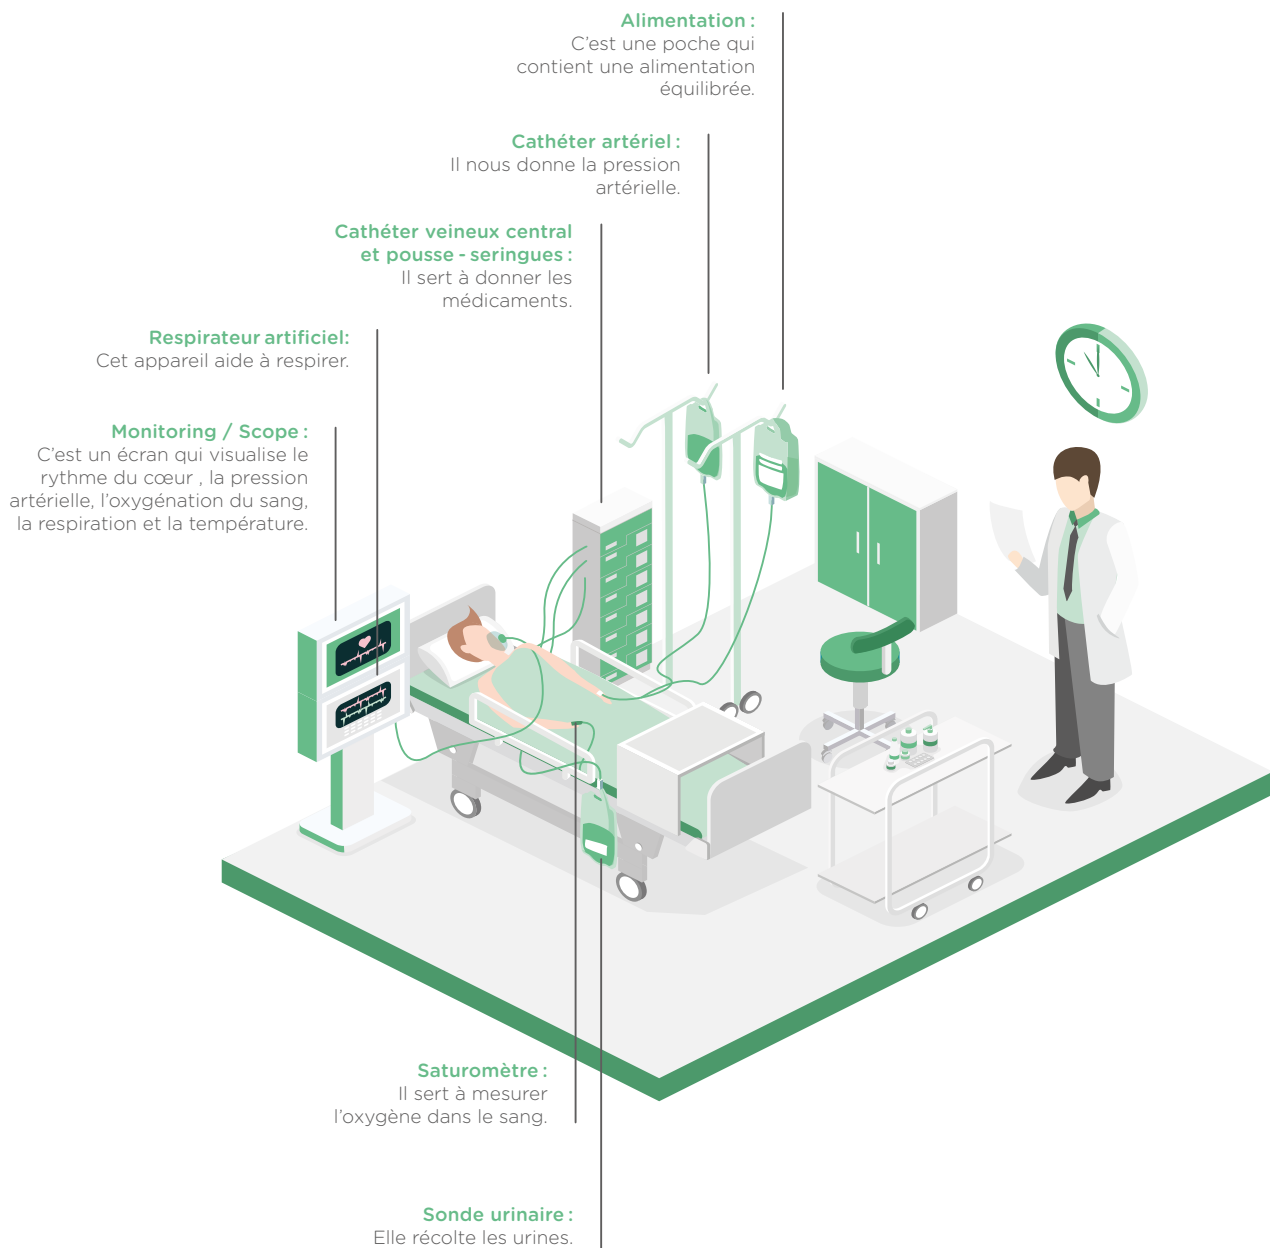 Alimentation :
C’est une poche qui
contient une alimentation
équilibrée.
Cathéter artériel :
Il nous donne la pression
artérielle.
Cathéter veineux central
et pousse - seringues :
Il sert à donner les
médicaments.
Respirateur artificiel:
Cet appareil aide à respirer.
Monitoring / Scope :
C’est un écran qui visualise le
rythme du cœur , la pression
artérielle, l’oxygénation du sang,
la respiration et la température.
Saturomètre :
Il sert à mesurer
l’oxygène dans le sang.
Sonde urinaire :
Elle récolte les urines.